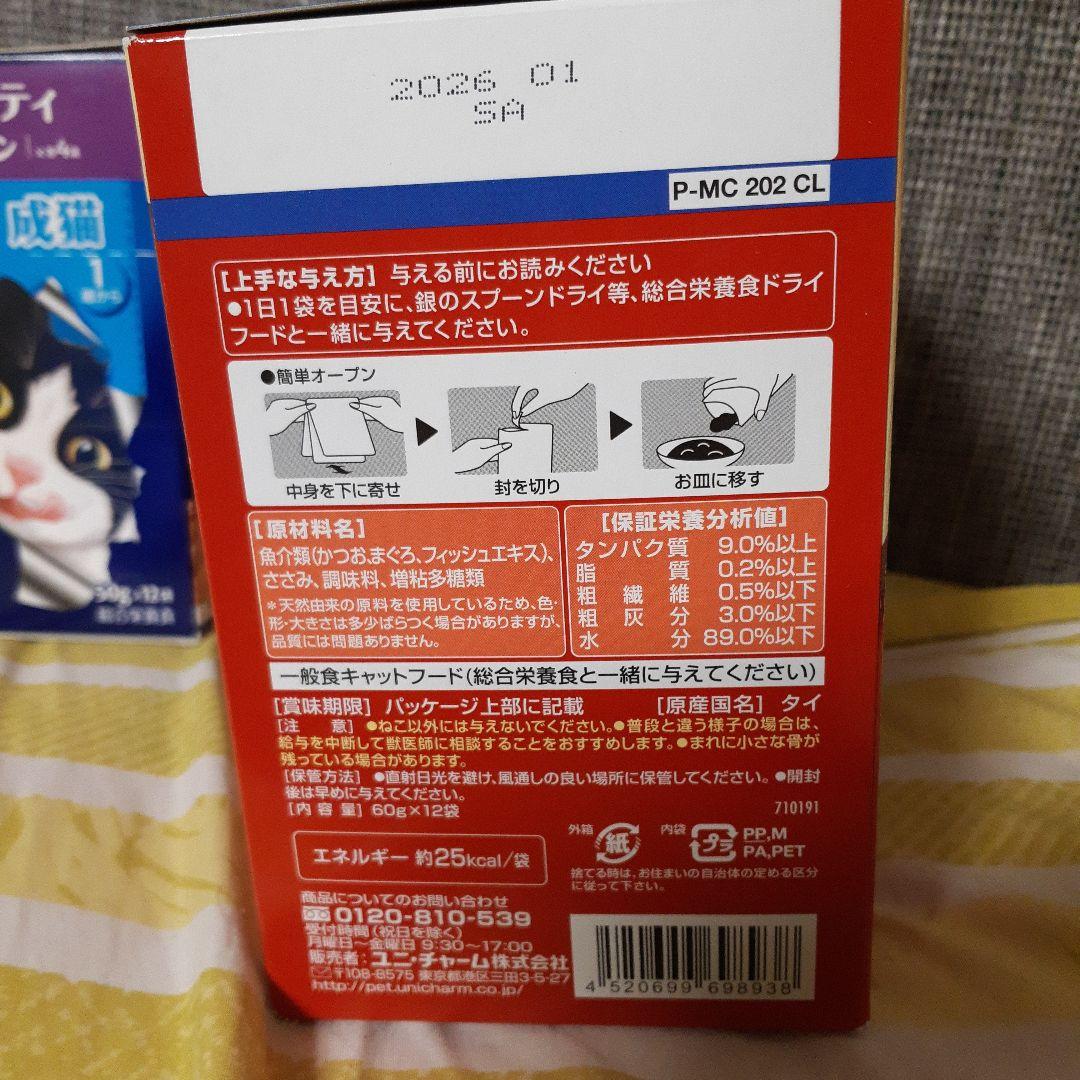 2026 01
SA
P-MC 202 CL
ティ
ン
成猫
1
歳から
50g×12袋
総合栄養食
[上手な与え方] 与える前にお読みください
●1日1袋を目安に、銀のスプーンドライ等、総合栄養食ドライ
フードと一緒に与えてください。
●簡単オープン
中身を下に寄せ
封を切り
お皿に移す
[原材料名]
魚介類(かつお、まぐろ、フィッシュエキス)、
ささみ、調味料、増粘多糖類
*天然由来の原料を使用しているため、色・
形・大きさは多少ばらつく場合がありますが、
品質には問題ありません。
[保証栄養分析値]
タンパク質 9.0%以上
脂質 0.2%以上
粗繊維 0.5%以下
粗灰分 3.0%以下
水分 89.0%以下
一般食キャットフード(総合栄養食と一緒に与えてください)
[賞味期限] パッケージ上部に記載 [原産国名] タイ
[注意] ●ねこ以外には与えないでください。●普段と違う様子の場合は、
給与を中断して獣医師に相談することをおすすめします。●まれに小さな骨が
残っている場合があります。
[保管方法] ●直射日光を避け、風通しの良い場所に保管してください。●開封
後は早めに与えてください。
[内容量] 60g×12袋
710191
エネルギー 約25kcal/袋
外箱 紙 内袋 プラ PP,M
PA,PET
捨てる時は、お住まいの自治体の定める区分
に従って下さい。
商品についてのお問い合わせ
0120-810-539
受付時間(祝日を除く)
月曜日~金曜日 9:30~17:00
販売者:ユニ・チャーム株式会社
〒108-8575 東京都港区三田3-5-27
http://pet.unicharm.co.jp/
4 520699 698938